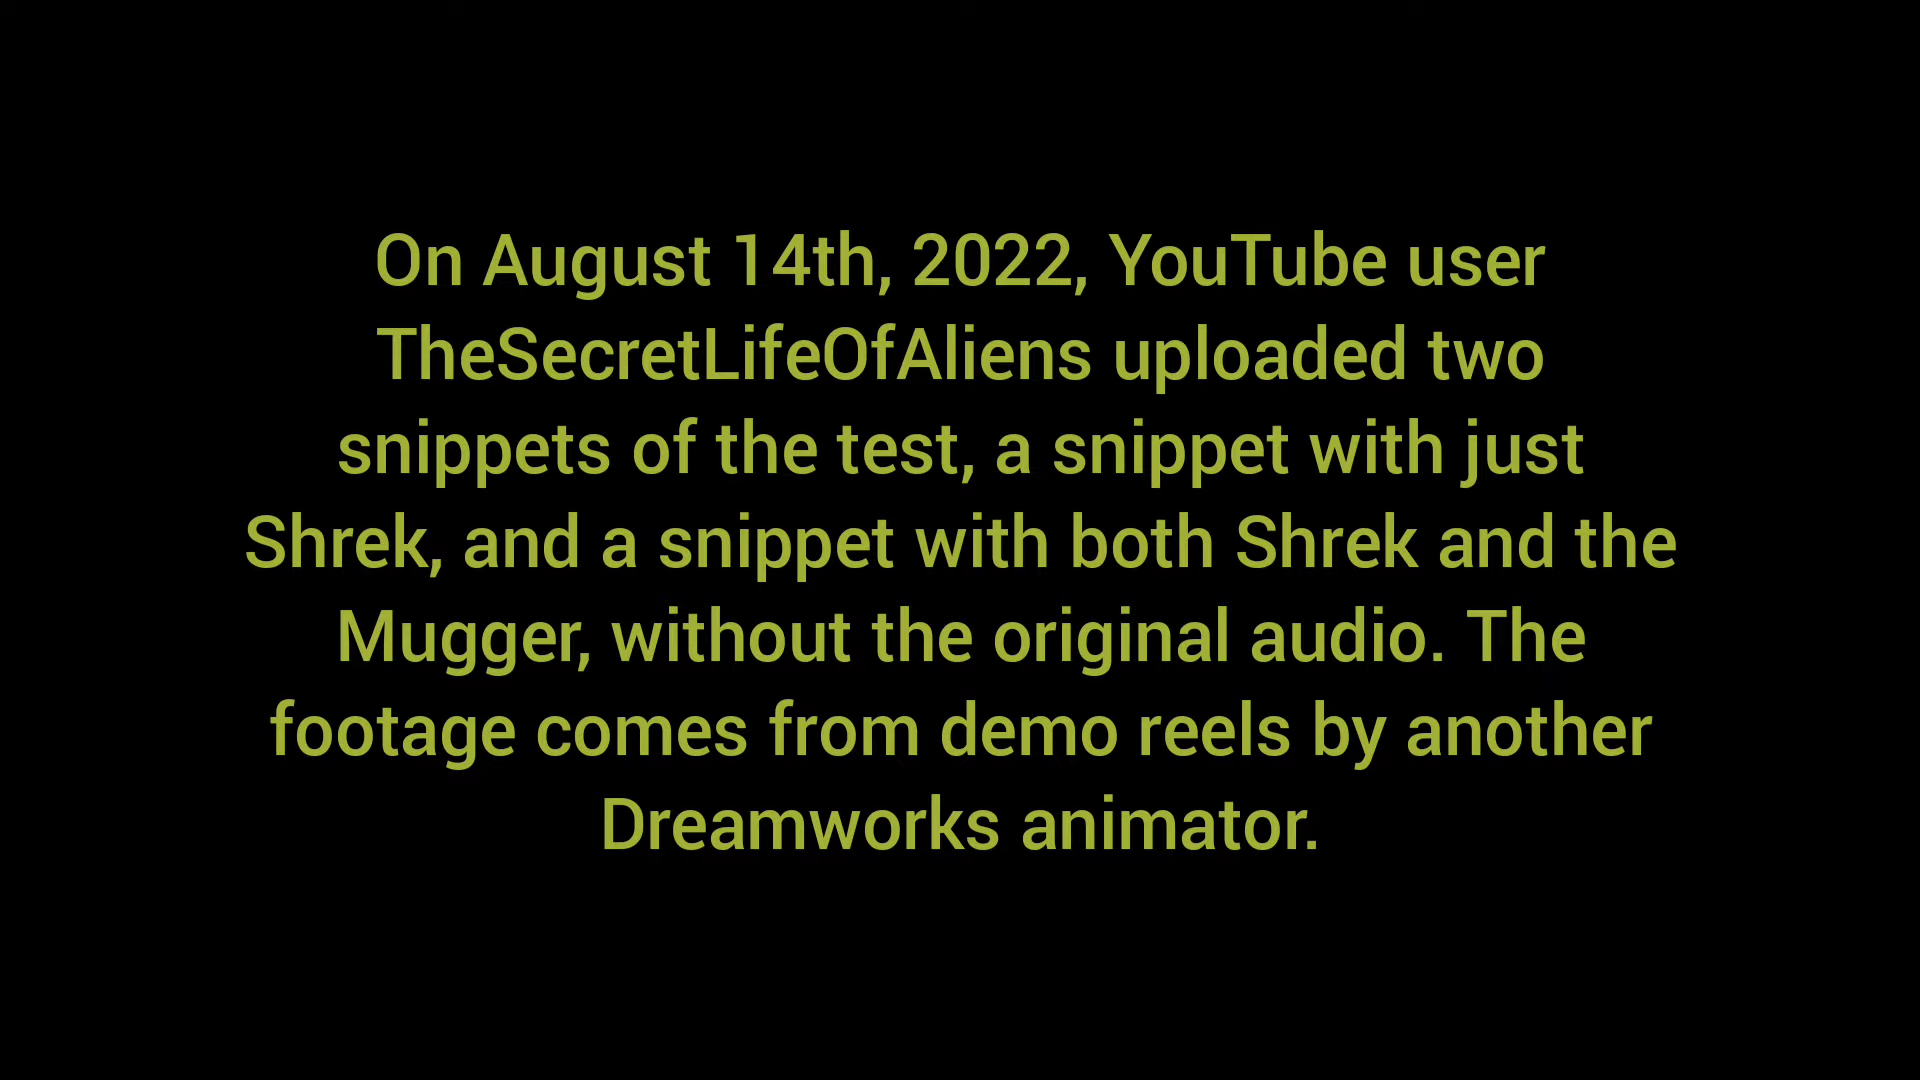 On August 14th, 2022, YouTube user
TheSecretLifeOfAliens uploaded two
snippets of the test, a snippet with just
Shrek, and a snippet with both Shrek and the
Mugger, without the original audio. The
footage comes from demo reels by another
Dreamworks animator.